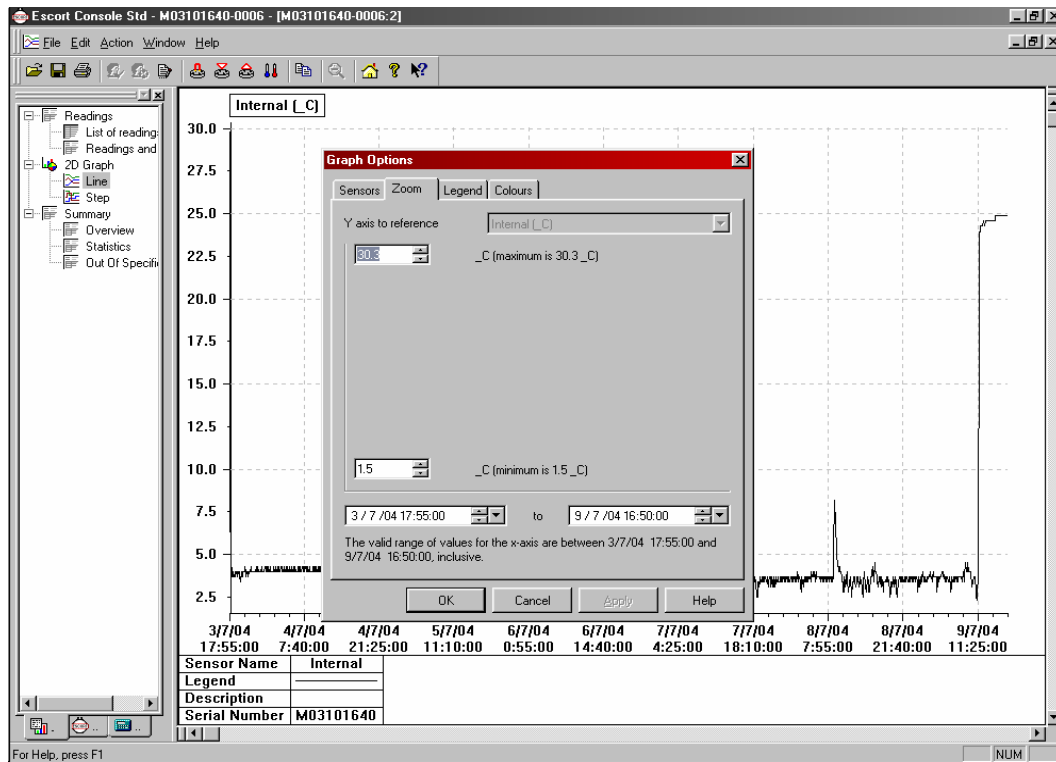 Escort Console Std - M03101640-0006 - [M03101640-0006:2]
File Edit Action Window Help
Readings
List of reading
Readings and
2D Graph
Line
Step
Summary
Overview
Statistics
Out Of Specifi
Internal (_C)
30.0
27.5
25.0
22.5
20.0
17.5
15.0
12.5
10.0
7.5
5.0
2.5
Graph Options
Sensors Zoom Legend Colours
Y axis to reference Internal (_C)
30.3 _C (maximum is 30.3 _C)
1.5 _C (minimum is 1.5 _C)
3 / 7 /04 17:55:00 to 9 / 7 /04 16:50:00
The valid range of values for the x-axis are between 3/7/04 17:55:00 and
9/7/04 16:50:00, inclusive.
OK Cancel Apply Help
3/7/04 4/7/04 4/7/04 5/7/04 6/7/04 6/7/04 7/7/04 7/7/04 8/7/04 8/7/04 9/7/04
17:55:00 7:40:00 21:25:00 11:10:00 0:55:00 14:40:00 4:25:00 18:10:00 7:55:00 21:40:00 11:25:00
Sensor Name Internal
Legend
Description
Serial Number M03101640
For Help, press F1 NUM